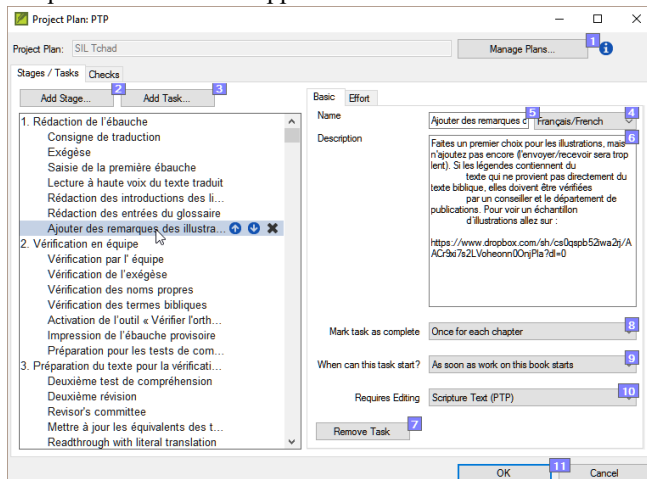 Project Plan: PTP
Project Plan: SIL Tchad Manage Plans... 1
Stages / Tasks Checks
2 3
Add Stage... Add Task...
Basic Effort
Name Ajouter des remarques d 5 Français/French 4
Description 6
Faites un premier choix pour les illustrations, mais
n'ajoutez pas encore (l'envoyer/recevoir sera trop
lent). Si les légendes contiennent du
texte qui ne provient pas directement du
texte biblique, elles doivent être vérifiées
par un conseiller et le département de
publications. Pour voir un échantillon
d'illustrations allez sur :
https://www.dropbox.com/sh/cs0qspb52iwa2rj/A
ACr9xi7s2LVoheonn0OnjPla?dl=0
1. Rédaction de l'ébauche
Consigne de traduction
Exégèse
Saisie de la première ébauche
Lecture à haute voix du texte traduit
Rédaction des introductions des li...
Rédaction des entrées du glossaire
Ajouter des remarques des illustra...
2. Vérification en équipe
Vérification par l' équipe
Vérification de l'exégèse
Vérification des noms propres
Vérification des termes bibliques
Activation de l'outil « Vérifier l'orth...
Impression de l'ébauche provisoire
Préparation pour les tests de com...
3. Préparation du texte pour la vérificati...
Deuxième test de compréhension
Deuxième révision
Revisor's committee
Mettre à jour les équivalents des t...
Readthrough with literal translation
Mark task as complete Once for each chapter 8
When can this task start? As soon as work on this book starts 9
Requires Editing Scripture Text (PTP) 10
Remove Task 7
OK 11 Cancel